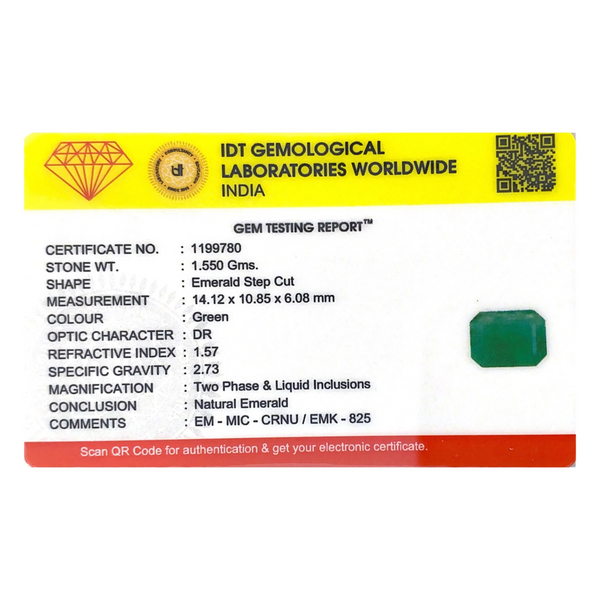 IDT GEMOLOGICAL
LABORATORIES WORLDWIDE
INDIA
GEM TESTING REPORT™
CERTIFICATE NO. : 1199780
STONE WT. : 1.550 Gms.
SHAPE : Emerald Step Cut
MEASUREMENT : 14.12 x 10.85 x 6.08 mm
COLOUR : Green
OPTIC CHARACTER : DR
REFRACTIVE INDEX : 1.57
SPECIFIC GRAVITY : 2.73
MAGNIFICATION : Two Phase & Liquid Inclusions
CONCLUSION : Natural Emerald
COMMENTS : EM - MIC - CRNU / EMK - 825
Scan QR Code for authentication & get your electronic certificate.